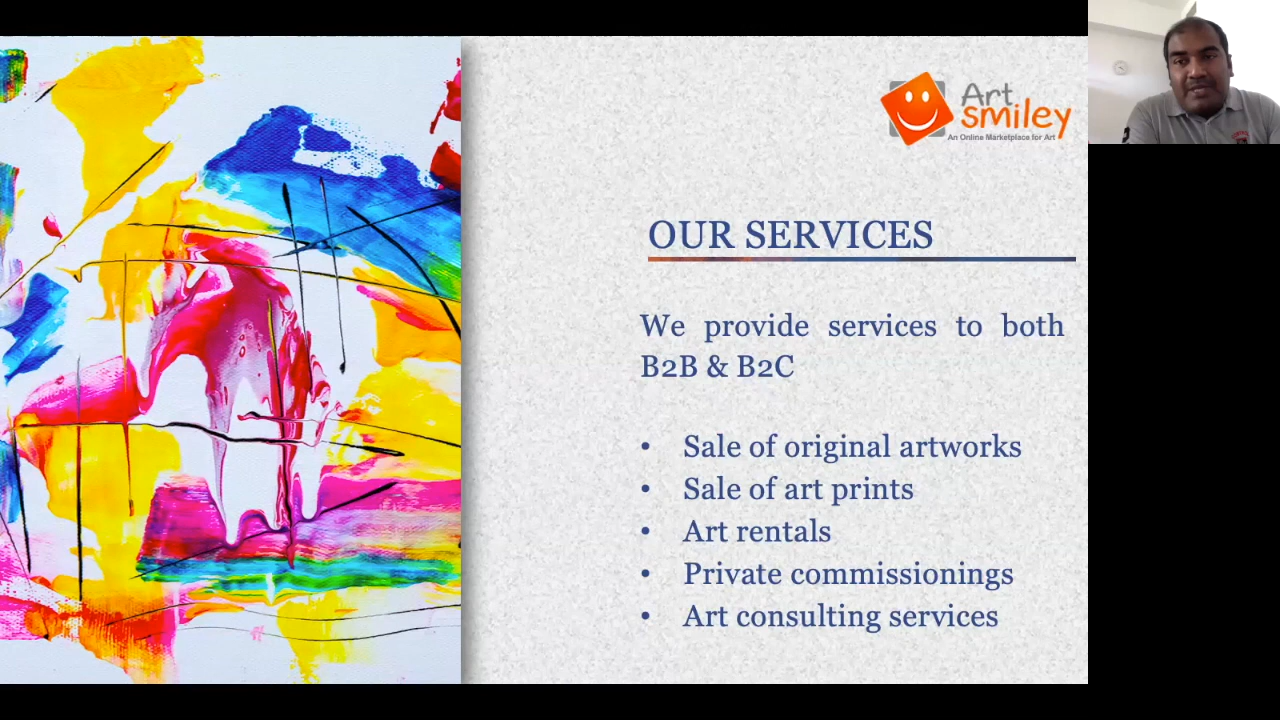 Art
smiley
An Online Marketplace for Art
OUR SERVICES
We provide services to both
B2B & B2C
• Sale of original artworks
• Sale of art prints
• Art rentals
• Private commissionings
• Art consulting services